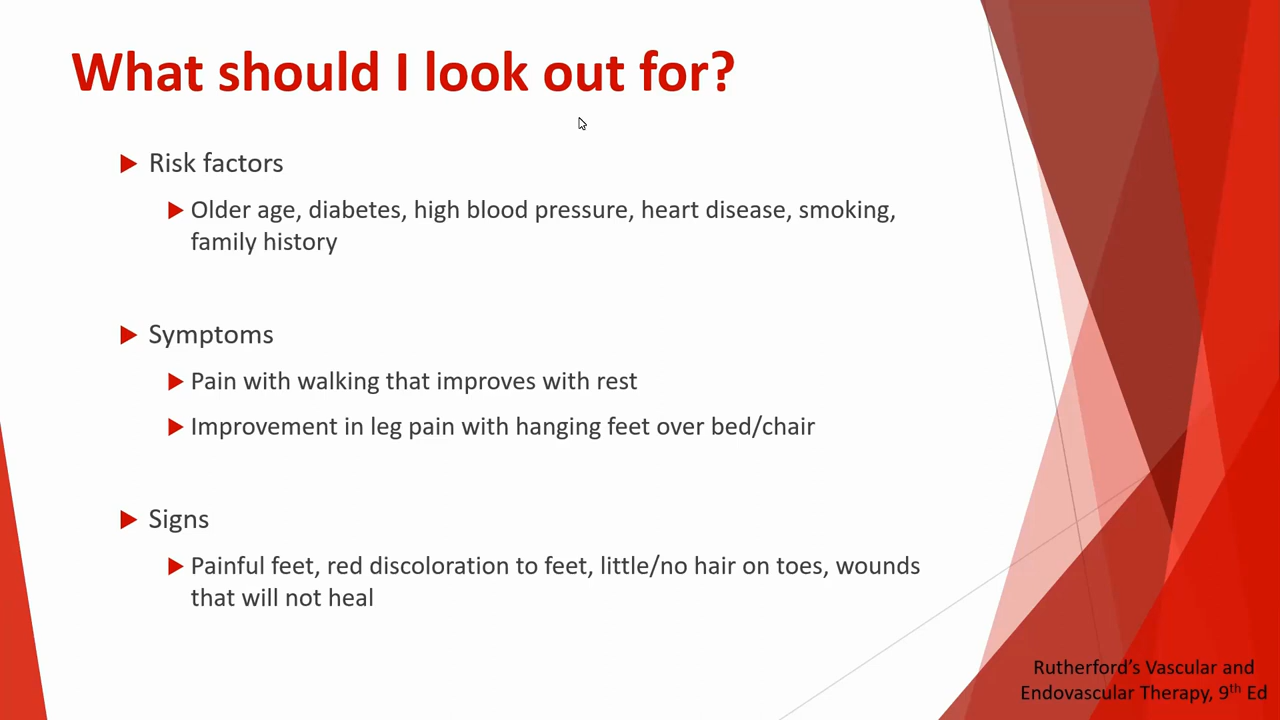 What should I look out for?
Risk factors
Older age, diabetes, high blood pressure, heart disease, smoking,
family history
Symptoms
Pain with walking that improves with rest
Improvement in leg pain with hanging feet over bed/chair
Signs
Painful feet, red discoloration to feet, little/no hair on toes, wounds
that will not heal
Rutherford’s Vascular and
Endovascular Therapy, 9th Ed